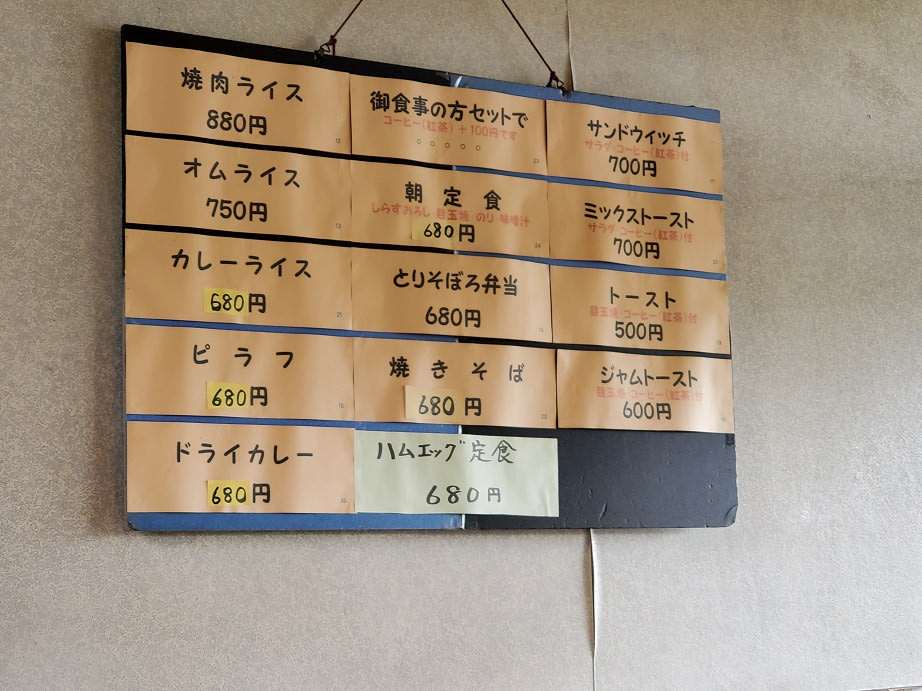 焼肉ライス
880円
オムライス
750円
カレーライス
680円
ピラフ
680円
ドライカレー
680円
御食事の方セットで
コーヒー(紅茶)+100円です
○○○○○
朝定食
しらすおろし 目玉焼・のり・味噌汁
680円
とりそぼろ弁当
680円
焼きそば
680円
ハムエッグ定食
680円
サンドウイッチ
サラダ・コーヒー(紅茶)付
700円
ミックストースト
サラダ・コーヒー(紅茶)付
700円
トースト
目玉焼・コーヒー(紅茶)付
500円
ジャムトースト
目玉焼・コーヒー(紅茶)付
600円